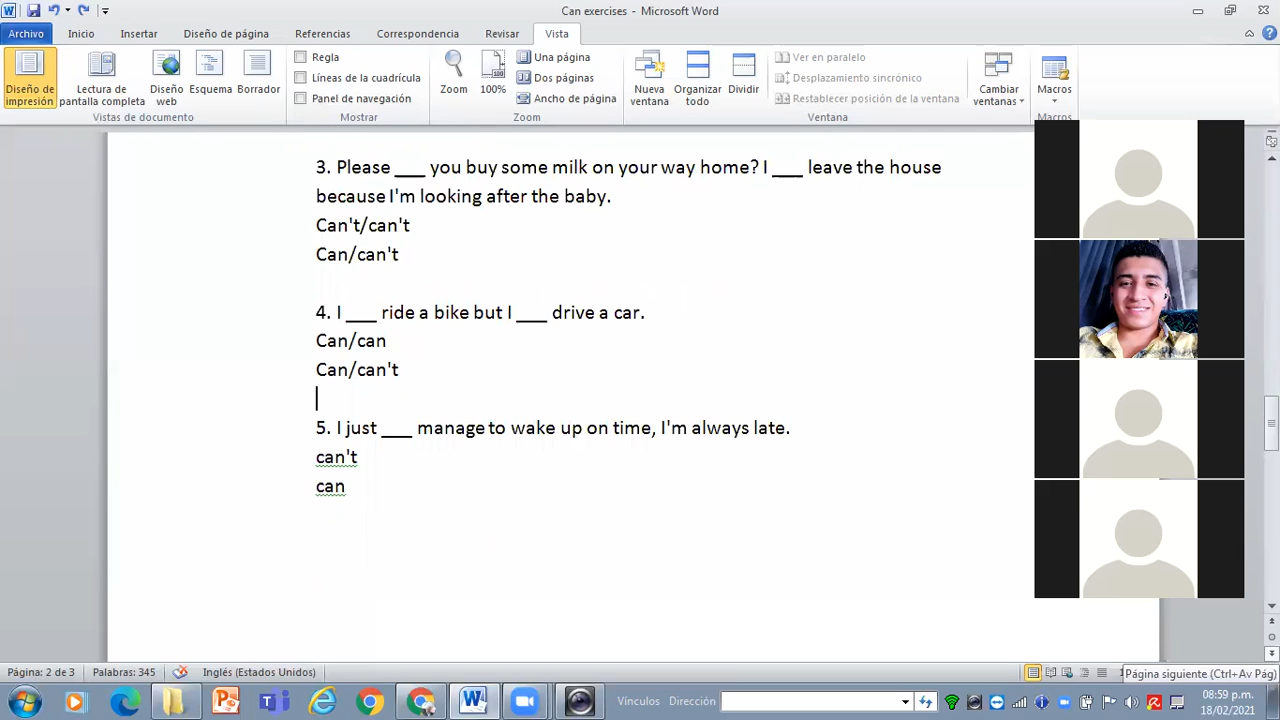 Can exercises - Microsoft Word
Archivo Inicio Insertar Diseño de página Referencias Correspondencia Revisar Vista
Diseño de impresión
Lectura de pantalla completa
Diseño web
Esquema
Borrador
Vistas de documento
Regla
Líneas de la cuadrícula
Panel de navegación
Mostrar
Zoom
100%
Una página
Dos páginas
Ancho de página
Zoom
Nueva ventana
Organizar todo
Dividir
Ver en paralelo
Desplazamiento sincrónico
Restablecer posición de la ventana
Ventana
Cambiar ventanas
Macros
Macros
3. Please ___ you buy some milk on your way home? I ___ leave the house
because I'm looking after the baby.
Can't/can't
Can/can't
4. I ___ ride a bike but I ___ drive a car.
Can/can
Can/can't
5. I just ___ manage to wake up on time, I'm always late.
can't
can
Página: 2 de 3 Palabras: 345 Inglés (Estados Unidos)
Página siguiente (Ctrl+Av Pág)
Vínculos Dirección
08:59 p.m.
18/02/2021